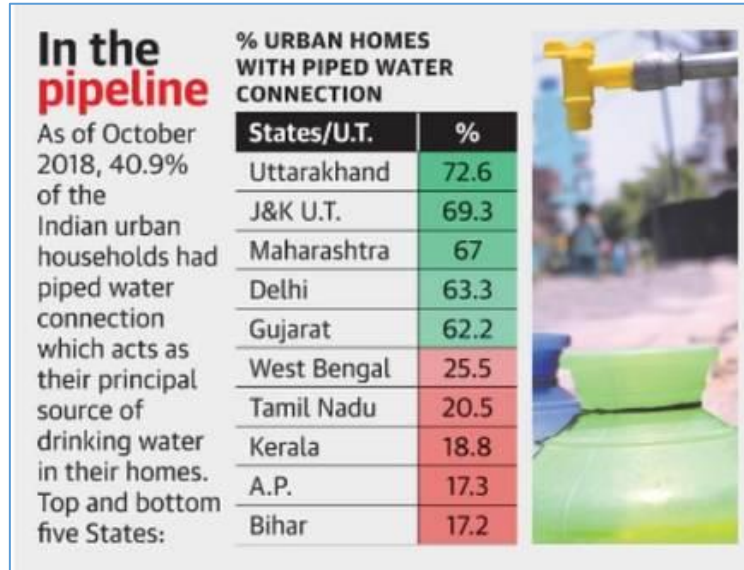 In the
pipeline
As of October
2018, 40.9%
of the
Indian urban
households had
piped water
connection
which acts as
their principal
source of
drinking water
in their homes.
Top and bottom
five States:
% URBAN HOMES
WITH PIPED WATER
CONNECTION
States/U.T. %
Uttarakhand 72.6
J&K U.T. 69.3
Maharashtra 67
Delhi 63.3
Gujarat 62.2
West Bengal 25.5
Tamil Nadu 20.5
Kerala 18.8
A.P. 17.3
Bihar 17.2